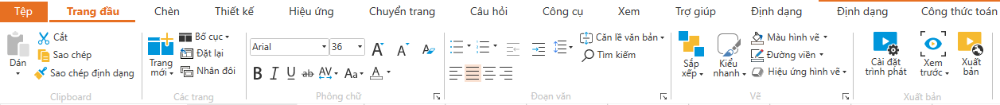 Tệp Trang đầu Chèn Thiết kế Hiệu ứng Chuyển trang Câu hỏi Công cụ Xem Trợ giúp Định dạng Định dạng Công thức toán
Dán
Cắt
Sao chép
Sao chép định dạng
Clipboard
Trang
mới
Bố cục
Đặt lại
Nhân đôi
Các trang
Arial 36 A A A
B I U ab AV Aa A
Phông chữ
Căn lề văn bản
Tìm kiếm
Đoạn văn
Sắp
xếp
Kiểu
nhanh
Màu hình vẽ
Đường viền
Hiệu ứng hình vẽ
Vẽ
Cài đặt
trình phát
Xem
trước
Xuất
bản
Xuất bản